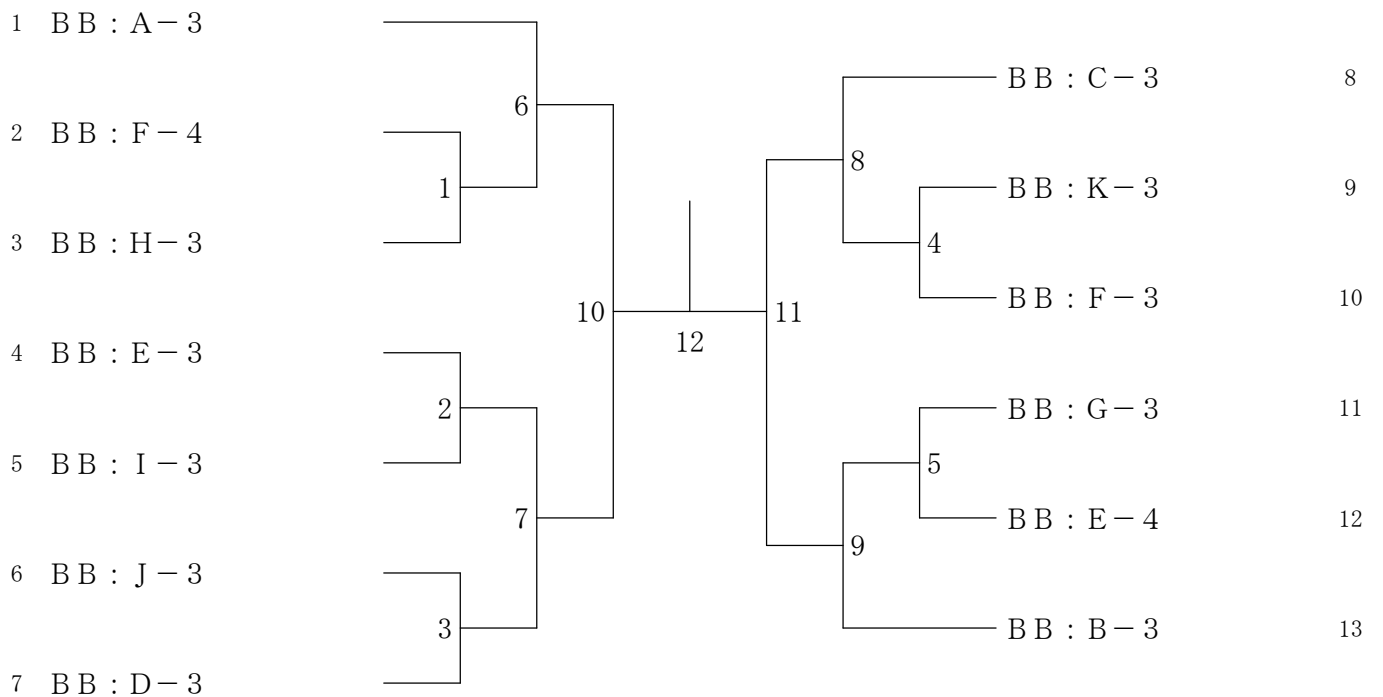 1 BB：A－3
2 BB：F－4
3 BB：H－3
4 BB：E－3
5 BB：I－3
6 BB：J－3
7 BB：D－3
6
1
2
7
3
10
12
11
8
4
5
9
BB：C－3 8
BB：K－3 9
BB：F－3 10
BB：G－3 11
BB：E－4 12
BB：B－3 13